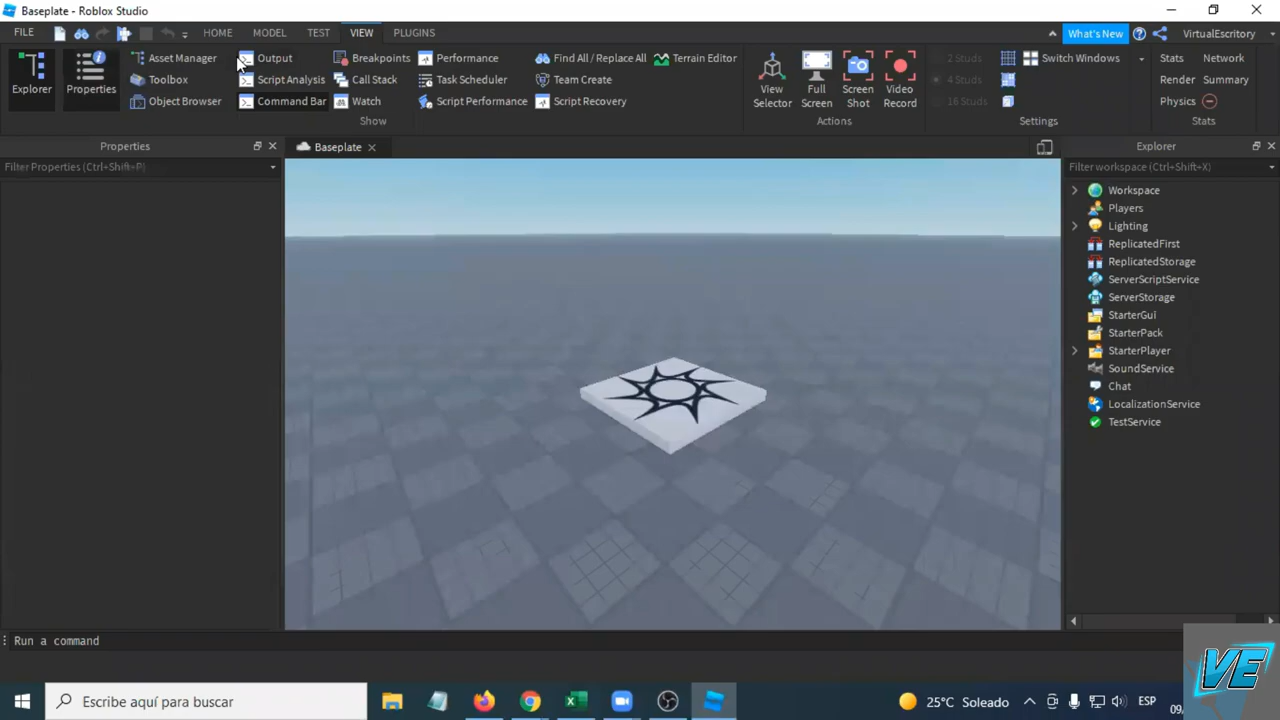 Baseplate - Roblox Studio
FILE HOME MODEL TEST VIEW PLUGINS What's New VirtualEscritory
Explorer
Properties
Asset Manager
Toolbox
Object Browser
Output
Script Analysis
Command Bar
Breakpoints
Call Stack
Watch
Performance
Task Scheduler
Script Performance
Find All / Replace All
Team Create
Script Recovery
Terrain Editor
Show
View Selector
Full Screen
Screen Shot
Video Record
Actions
2 Studs
4 Studs
16 Studs
Switch Windows
Settings
Stats Network
Render Summary
Physics
Stats
Properties
Filter Properties (Ctrl+Shift+P)
Baseplate
Explorer
Filter workspace (Ctrl+Shift+X)
Workspace
Players
Lighting
ReplicatedFirst
ReplicatedStorage
ServerScriptService
ServerStorage
StarterGui
StarterPack
StarterPlayer
SoundService
Chat
LocalizationService
TestService
Run a command
VE
Escribe aquí para buscar
25°C Soleado
ESP
09/